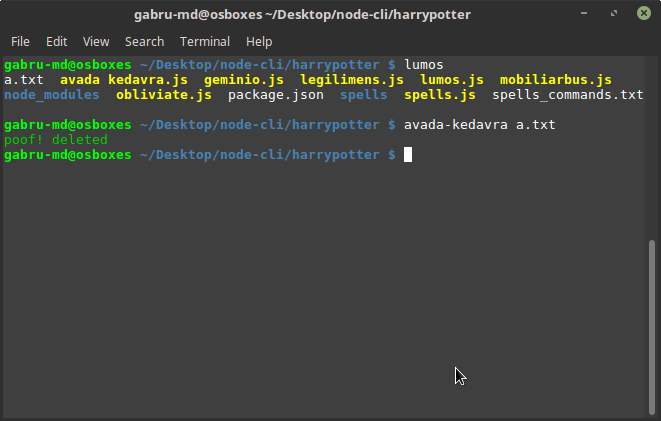 gabru-md@osboxes ~/Desktop/node-cli/harrypotter
File Edit View Search Terminal Help
gabru-md@osboxes ~/Desktop/node-cli/harrypotter $ lumos
a.txt avada kedavra.js geminio.js legilimens.js lumos.js mobiliarbus.js
node_modules obliviate.js package.json spells spells.js spells_commands.txt
gabru-md@osboxes ~/Desktop/node-cli/harrypotter $ avada-kedavra a.txt
poof! deleted
gabru-md@osboxes ~/Desktop/node-cli/harrypotter $